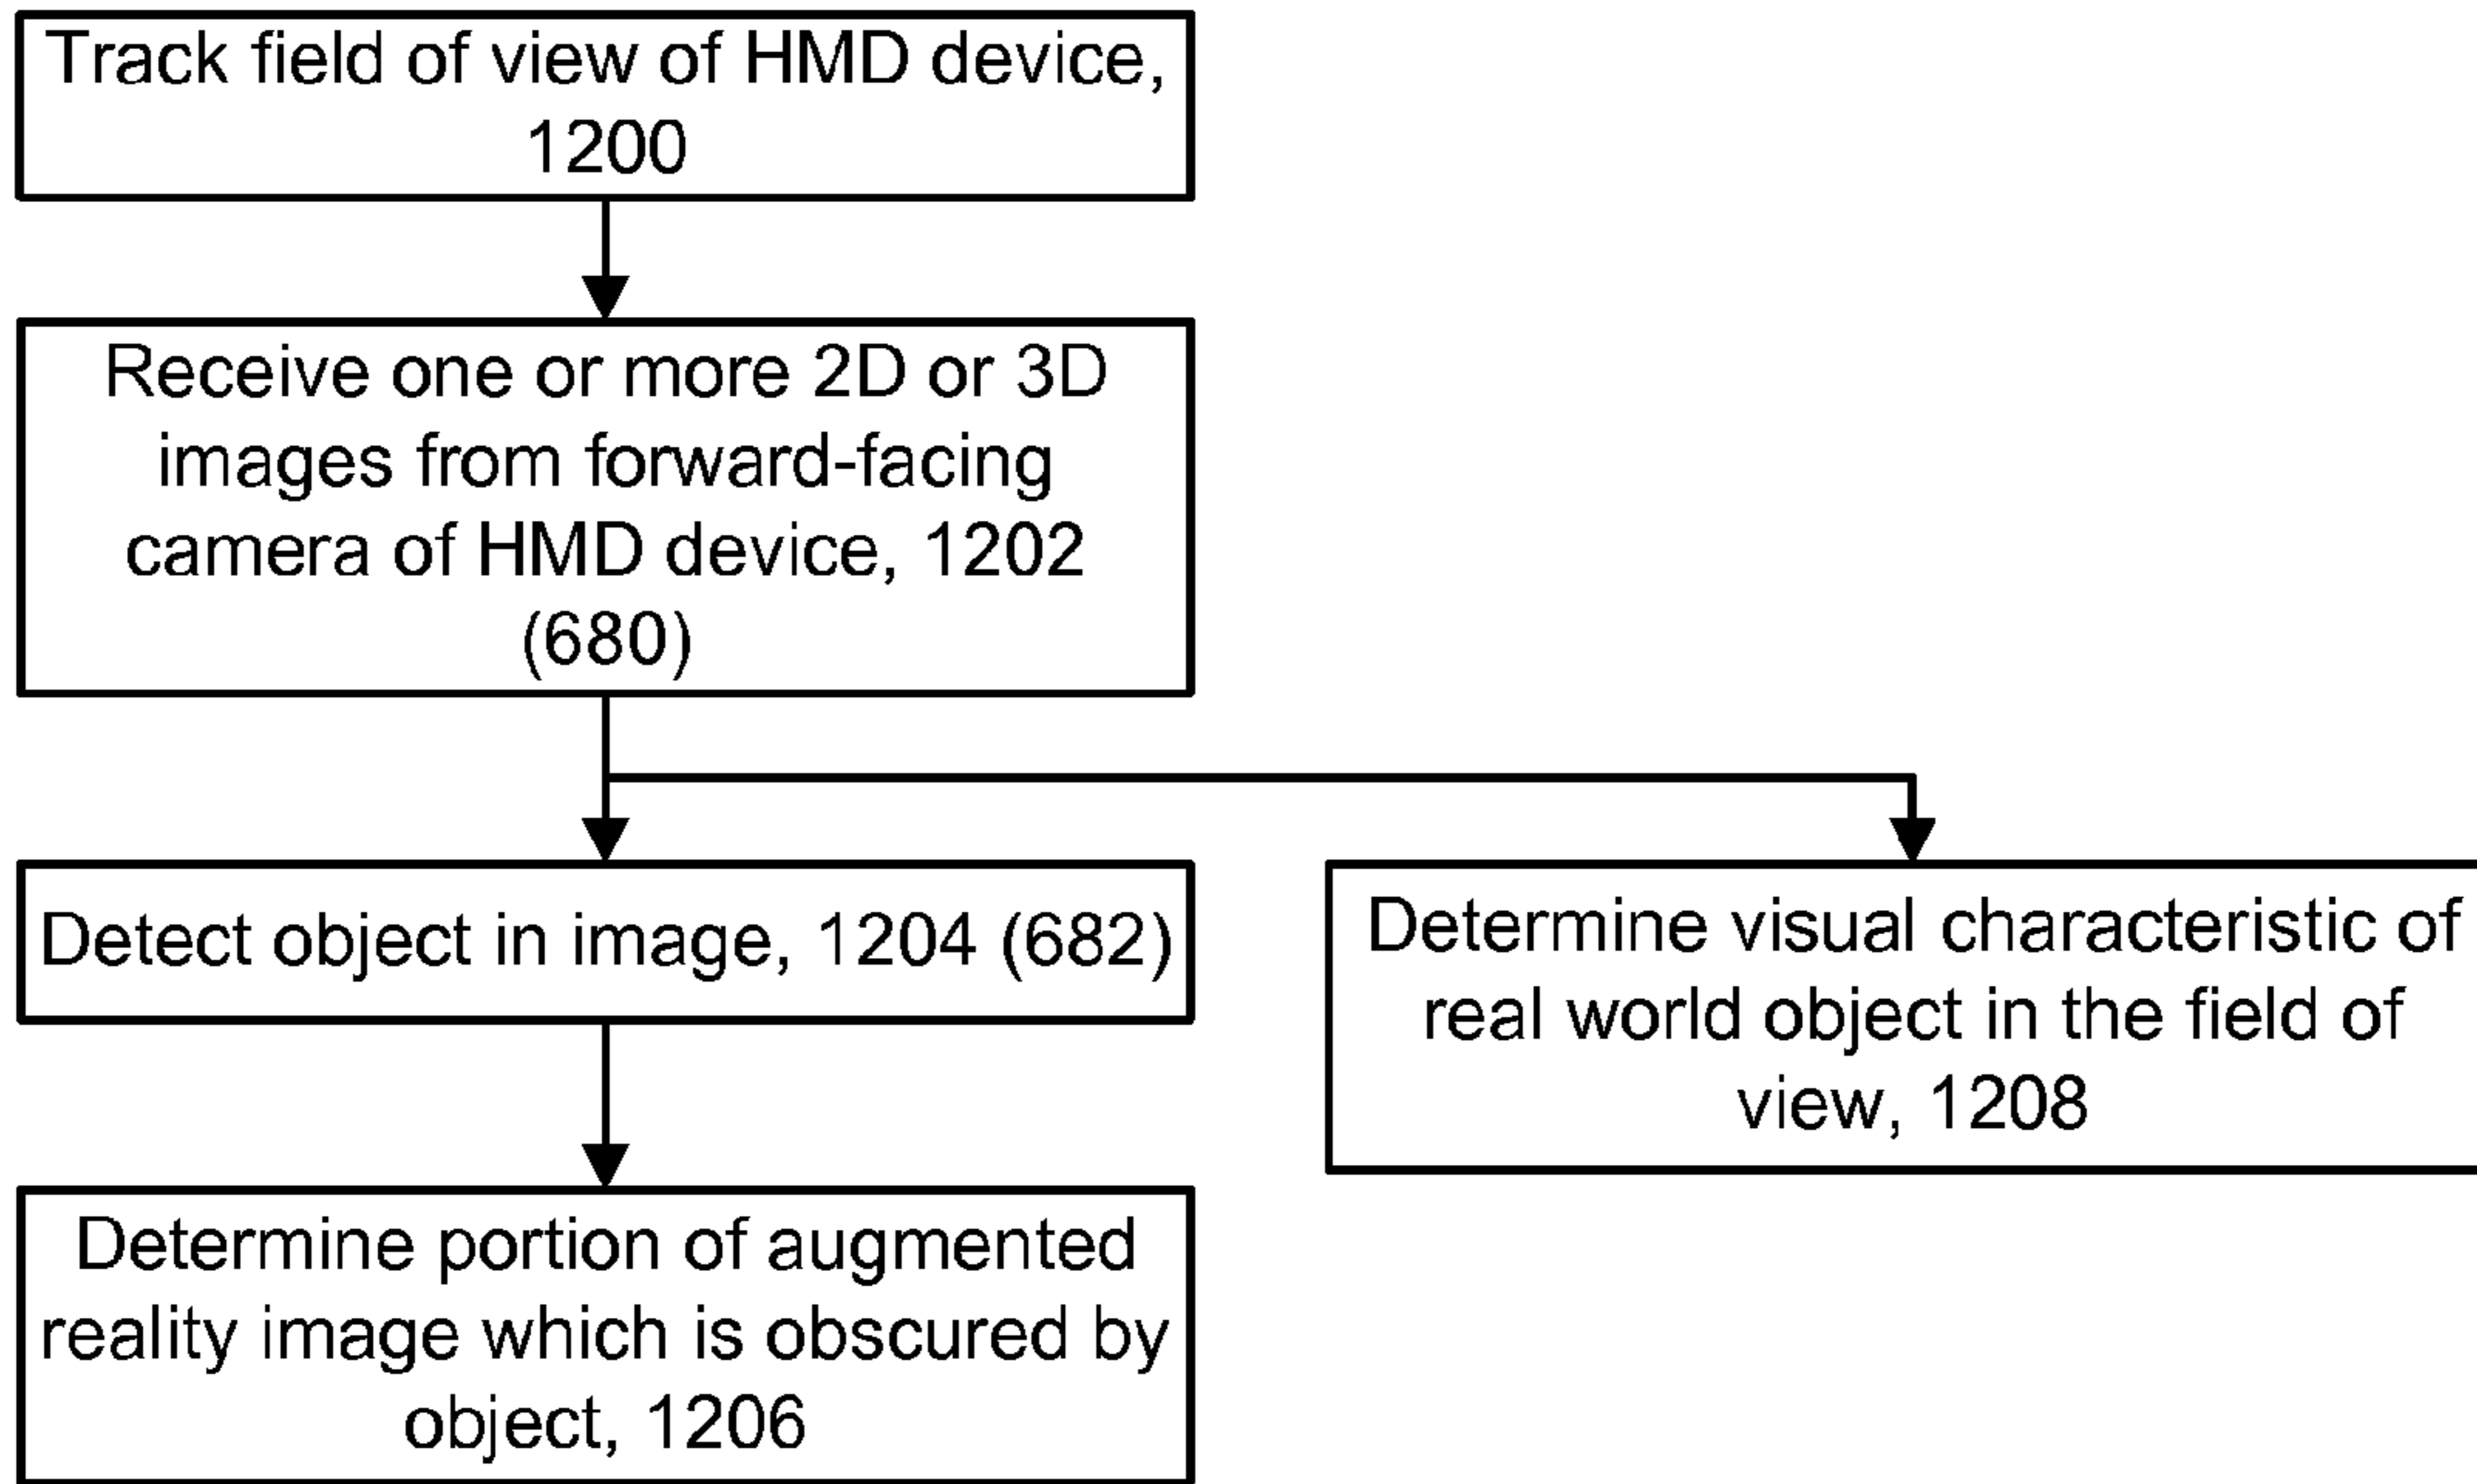 Track field of view of HMD device,
1200
Receive one or more 2D or 3D
images from forward-facing
camera of HMD device, 1202
(680)
Detect object in image, 1204 (682)
Determine visual characteristic of
real world object in the field of
view, 1208
Determine portion of augmented
reality image which is obscured by
object, 1206